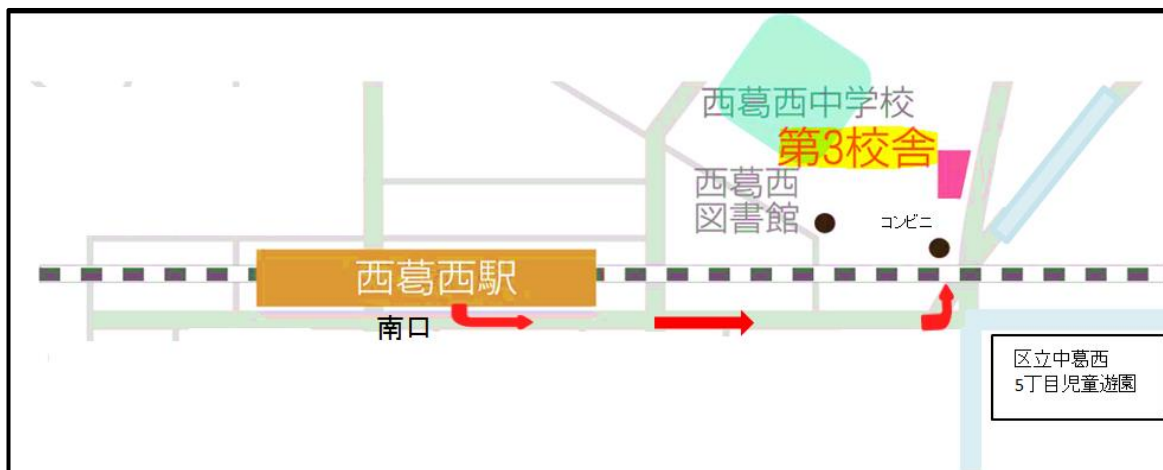 西葛西中学校
第3校舎
西葛西
図書館
コンビニ
西葛西駅
南口
区立中葛西
5丁目児童遊園